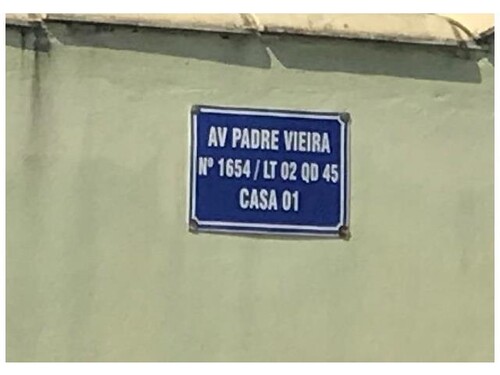 AV PADRE VIEIRA
Nº 1654 / LT 02 QD 45
CASA 01